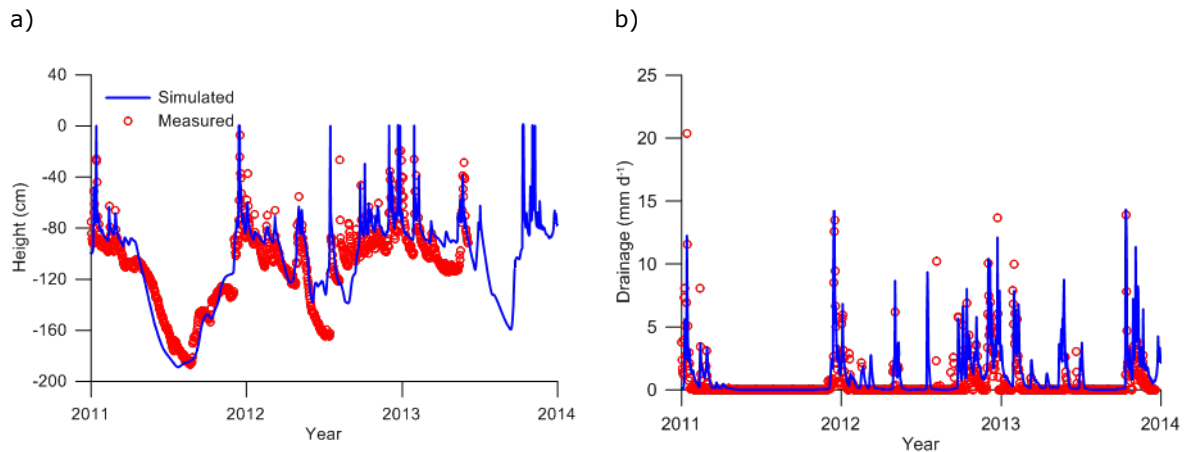 a)
b)
40
0
-40
-80
-120
-160
-200
Height (cm)
Simulated
Measured
2011
2012
2013
2014
Year
25
20
15
10
5
0
Drainage (mm d⁻¹)
2011
2012
2013
2014
Year